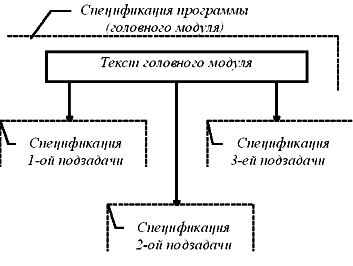 Спецификация программы
(головного модуля)
Текст головного модуля
Спецификация
1-ой подзадачи
Спецификация
3-ей подзадачи
Спецификация
2-ой подзадачи